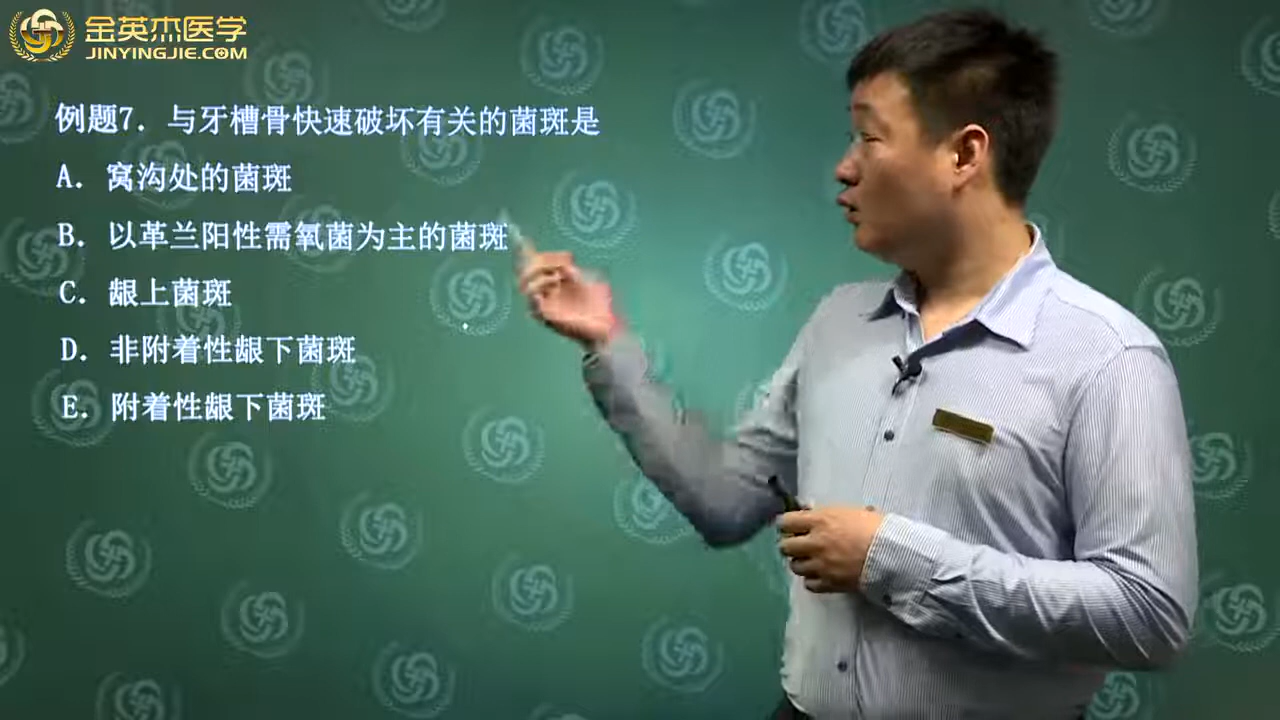 金英杰医学
JINYINGJIE.COM
例题7. 与牙槽骨快速破坏有关的菌斑是
A. 窝沟处的菌斑
B. 以革兰阳性需氧菌为主的菌斑
C. 龈上菌斑
D. 非附着性龈下菌斑
E. 附着性龈下菌斑